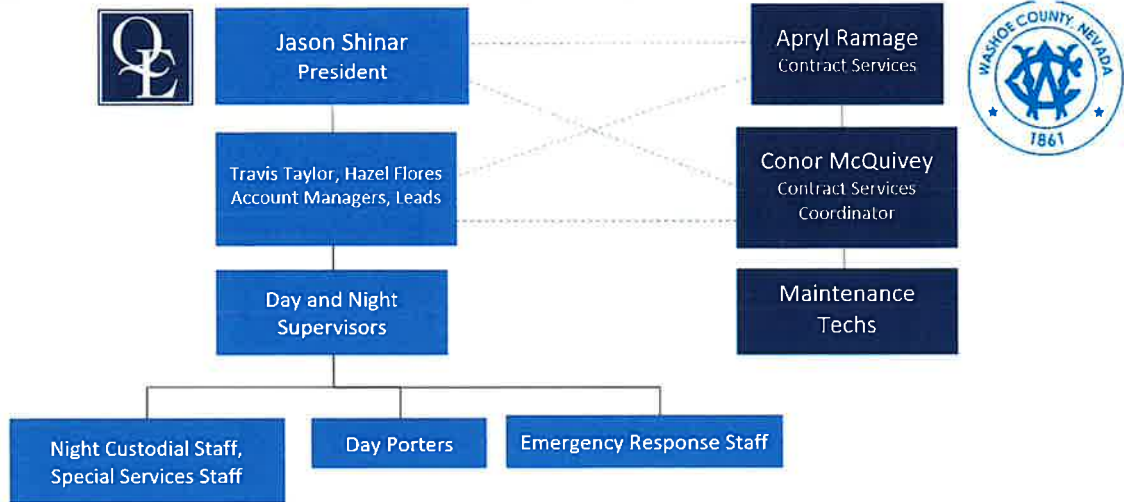 QCL
Jason Shinar
President
Apryl Ramage
Contract Services
WASHOE COUNTY, NEVADA
1861
Travis Taylor, Hazel Flores
Account Managers, Leads
Conor McQuivey
Contract Services
Coordinator
Day and Night
Supervisors
Maintenance
Techs
Night Custodial Staff,
Special Services Staff
Day Porters
Emergency Response Staff